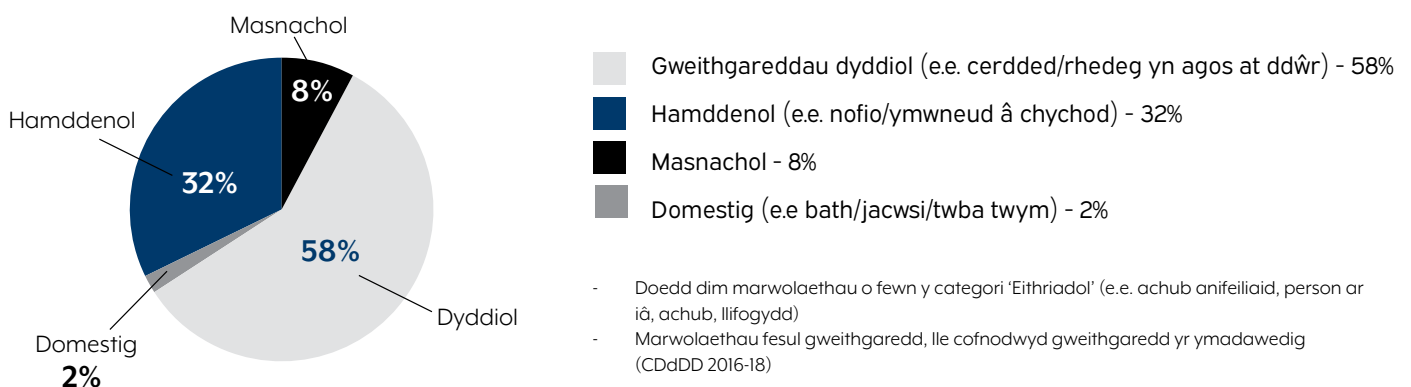 Masnachol
8%
Hamddenol
32%
58%
Dyddiol
Domestig
2%
Gweithgareddau dyddiol (e.e. cerdded/rhedeg yn agos at ddŵr) - 58%
Hamddenol (e.e. nofio/ymwneud â chychod) - 32%
Masnachol - 8%
Domestig (e.e bath/jacwsi/twba twym) - 2%
- Doedd dim marwolaethau o fewn y categori ‘Eithriadol’ (e.e. achub anifeiliaid, person ar
iâ, achub, llifogydd)
- Marwolaethau fesul gweithgaredd, lle cofnodwyd gweithgaredd yr ymadawedig
(CDdDD 2016-18)